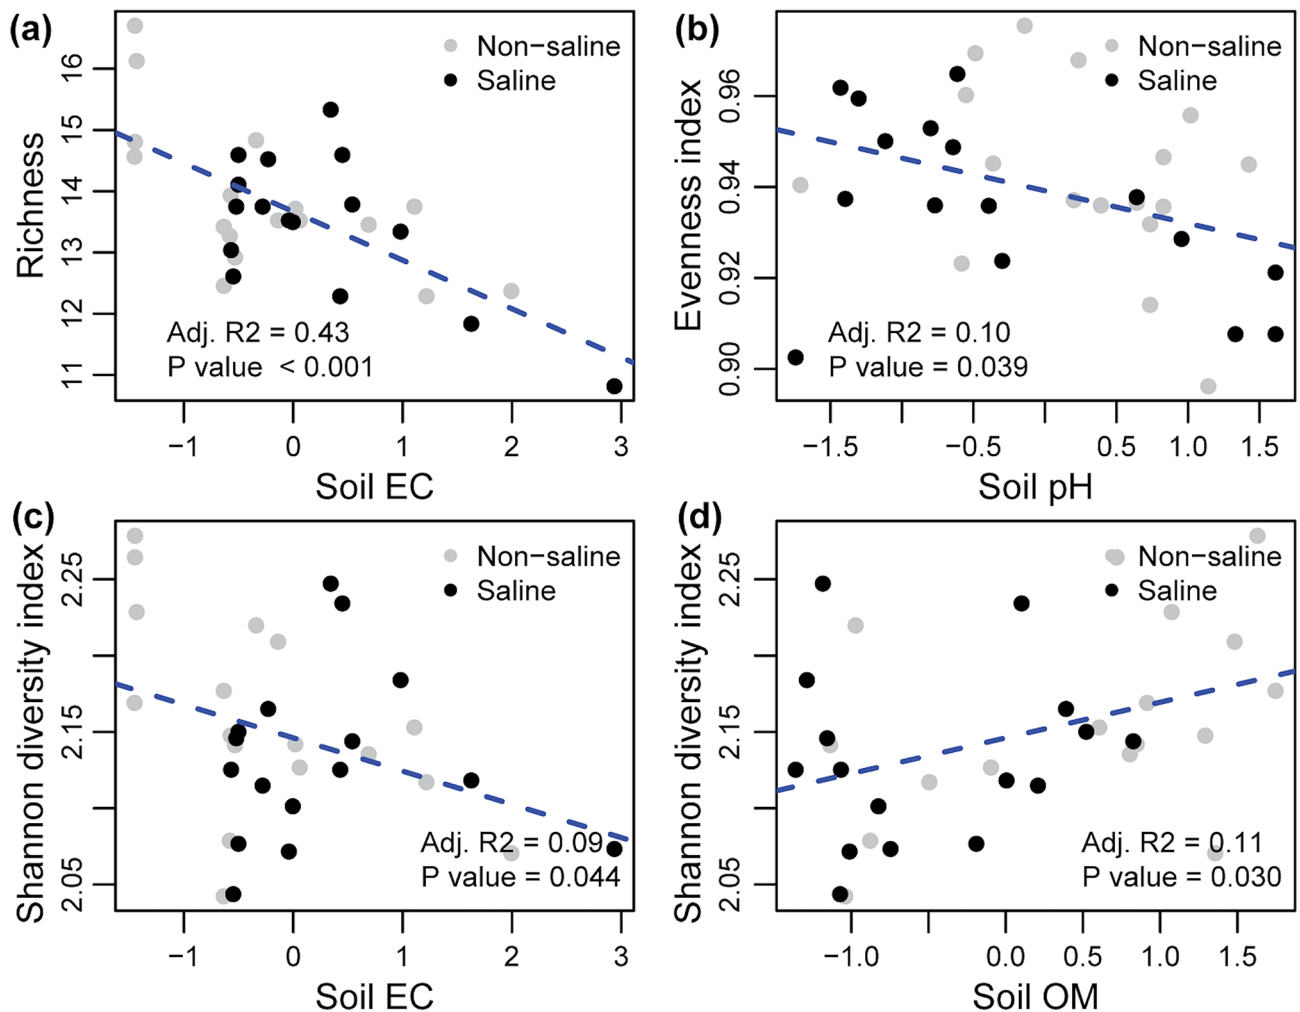 (a)
Non−saline
Saline
Richness
16
15
14
13
12
11
Adj. R2 = 0.43
P value < 0.001
−1 0 1 2 3
Soil EC
(b)
Non−saline
Saline
Evenness index
0.96
0.94
0.92
0.90
Adj. R2 = 0.10
P value = 0.039
−1.5 −0.5 0.5 1.0 1.5
Soil pH
(c)
Non−saline
Saline
Shannon diversity index
2.25
2.15
2.05
Adj. R2 = 0.09
P value = 0.044
−1 0 1 2 3
Soil EC
(d)
Non−saline
Saline
Shannon diversity index
2.25
2.15
2.05
Adj. R2 = 0.11
P value = 0.030
−1.0 0.0 0.5 1.0 1.5
Soil OM